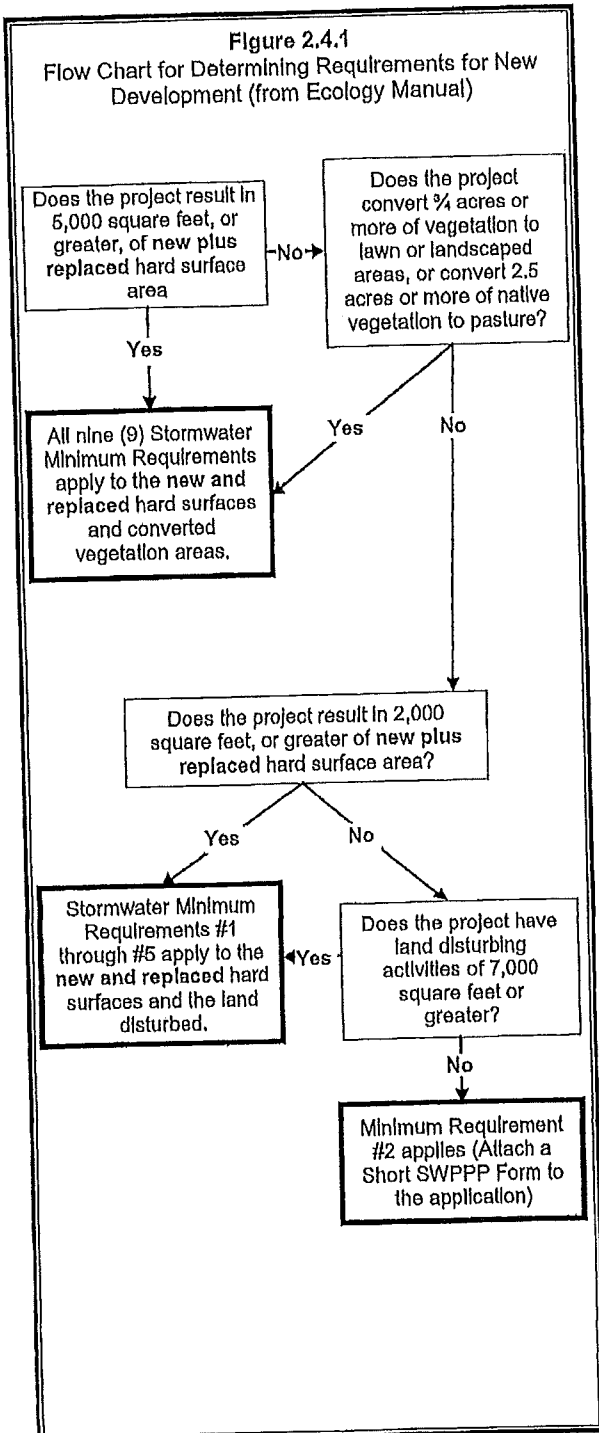 Figure 2.4.1
Flow Chart for Determining Requirements for New
Development (from Ecology Manual)
Does the project result in
5,000 square feet, or
greater, of new plus
replaced hard surface
area
No
Does the project
convert ¾ acres or
more of vegetation to
lawn or landscaped
areas, or convert 2.5
acres or more of native
vegetation to pasture?
Yes
All nine (9) Stormwater
Minimum Requirements
apply to the new and
replaced hard surfaces
and converted
vegetation areas.
Yes
No
Does the project result in 2,000
square feet, or greater of new plus
replaced hard surface area?
Yes
No
Stormwater Minimum
Requirements #1
through #5 apply to the
new and replaced hard
surfaces and the land
disturbed.
Yes
Does the project have
land disturbing
activities of 7,000
square feet or
greater?
No
Minimum Requirement
#2 applies (Attach a
Short SWPPP Form to
the application)